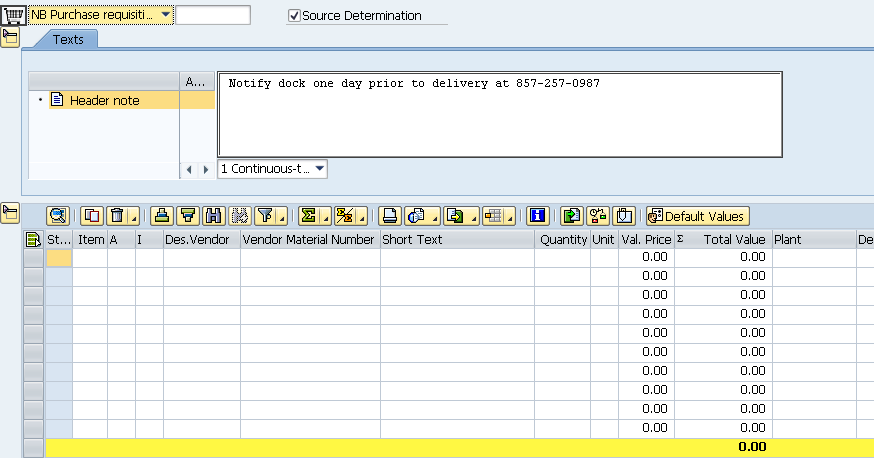 NB Purchase requisiti... Source Determination
Texts
A...
Notify dock one day prior to delivery at 857-257-0987
Header note
1 Continuous-t...
Default Values
St... Item A I Des.Vendor Vendor Material Number Short Text Quantity Unit Val. Price Σ Total Value Plant De
0.00 0.00
0.00 0.00
0.00 0.00
0.00 0.00
0.00 0.00
0.00 0.00
0.00 0.00
0.00 0.00
0.00 0.00
0.00 0.00
0.00